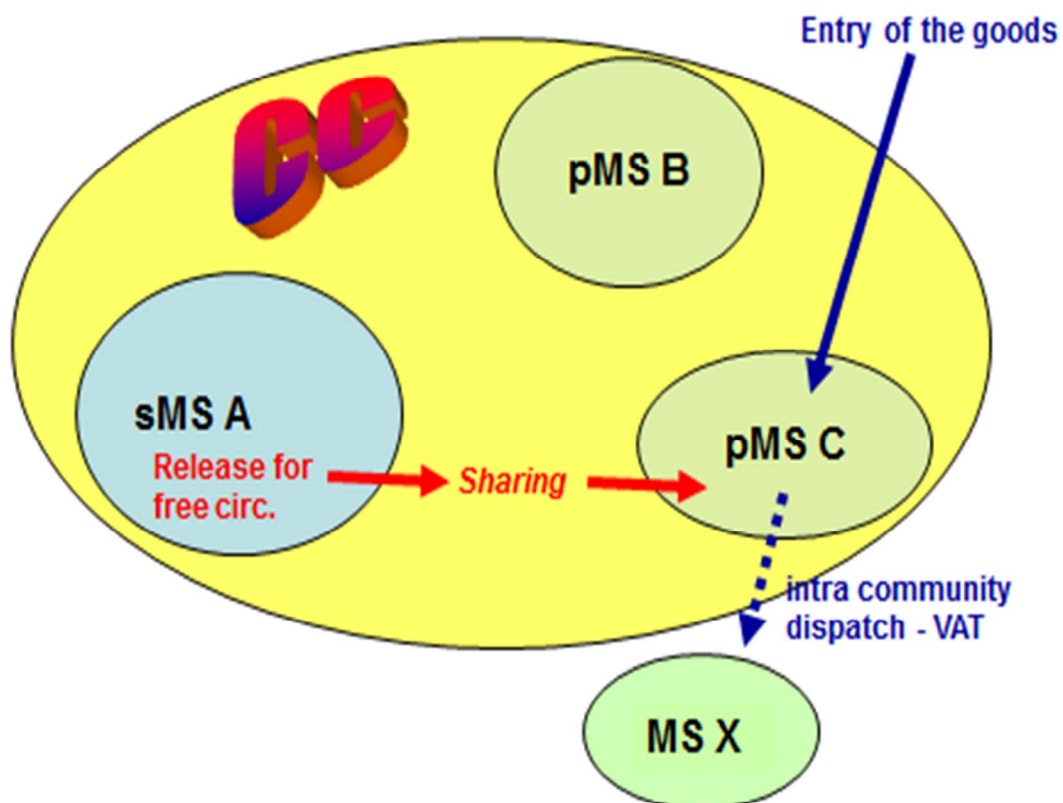 Entry of the goods
CC
pMS B
sMS A
Release for
free circ.
Sharing
pMS C
intra community
dispatch - VAT
MS X